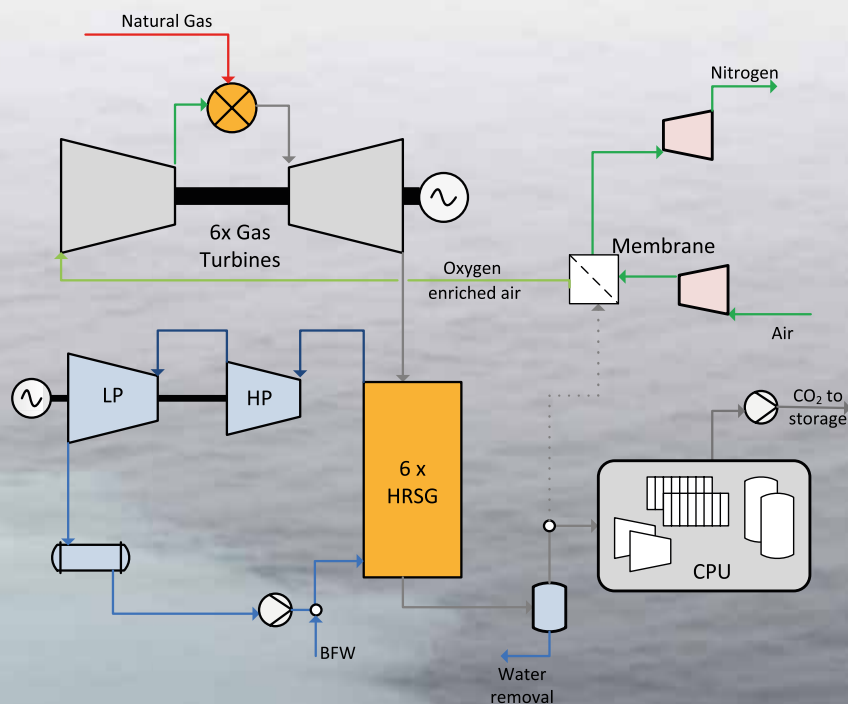 Natural Gas
Nitrogen
6x Gas
Turbines
Membrane
Oxygen
enriched air
Air
LP
HP
6 x
HRSG
CO₂ to
storage
CPU
BFW
Water
removal